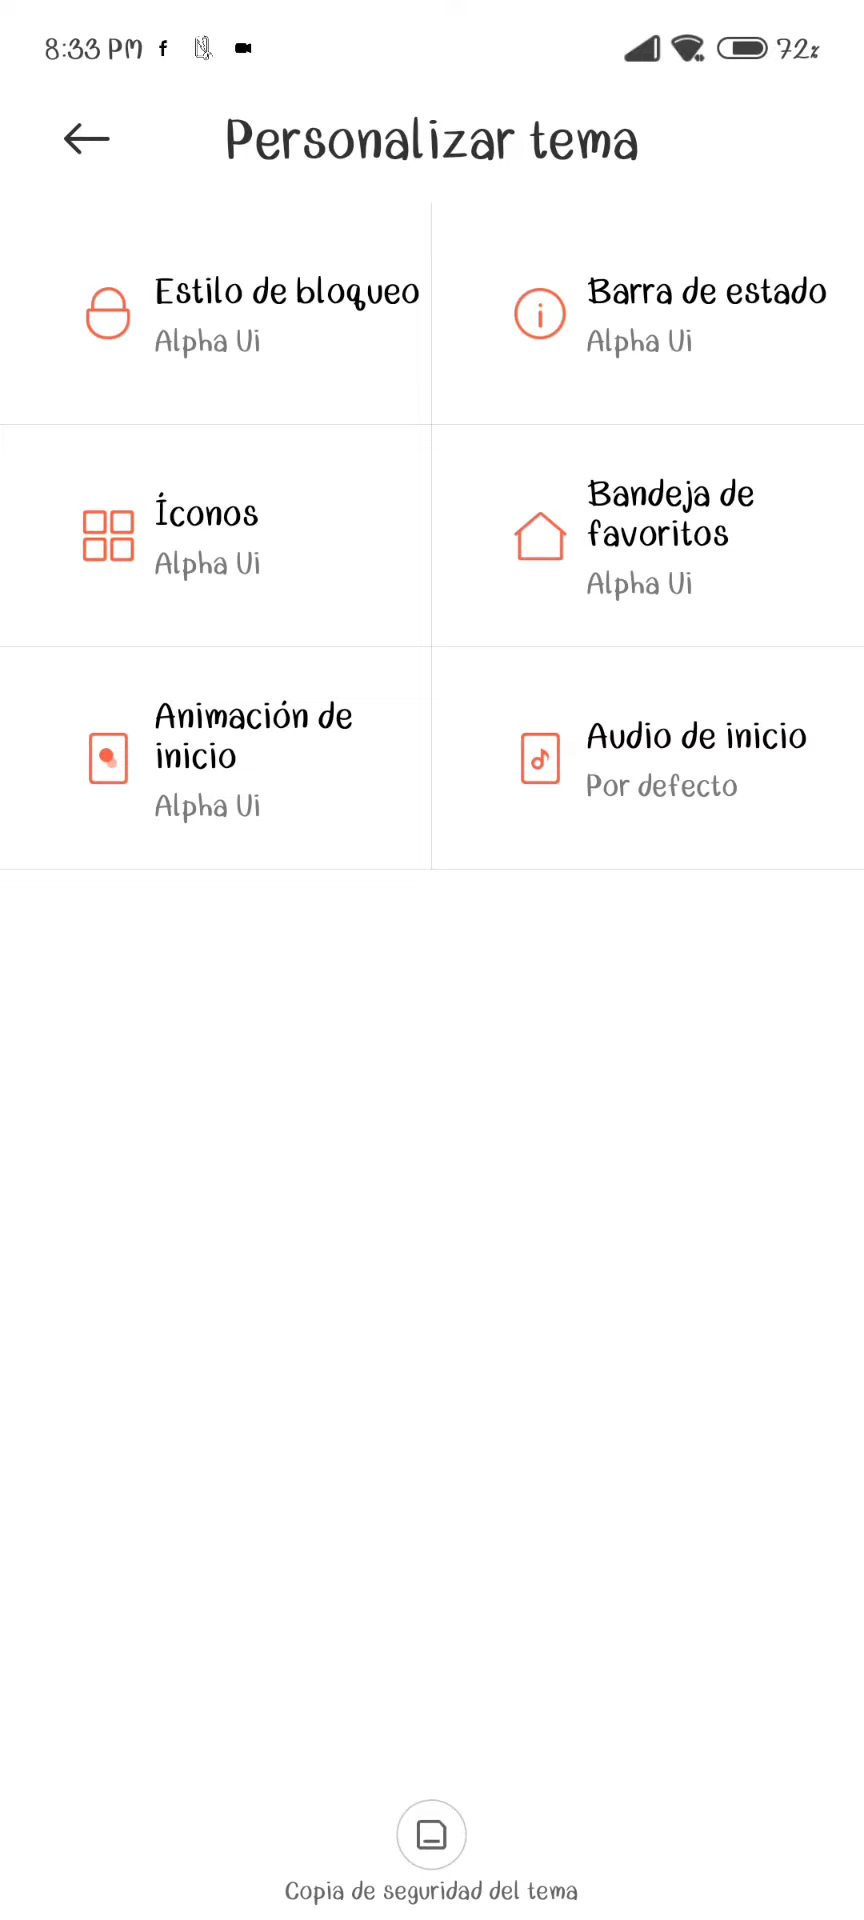 8:33 PM f 72%
Personalizar tema
Estilo de bloqueo
Alpha Ui
Barra de estado
Alpha Ui
Íconos
Alpha Ui
Bandeja de
favoritos
Alpha Ui
Animación de
inicio
Alpha Ui
Audio de inicio
Por defecto
Copia de seguridad del tema